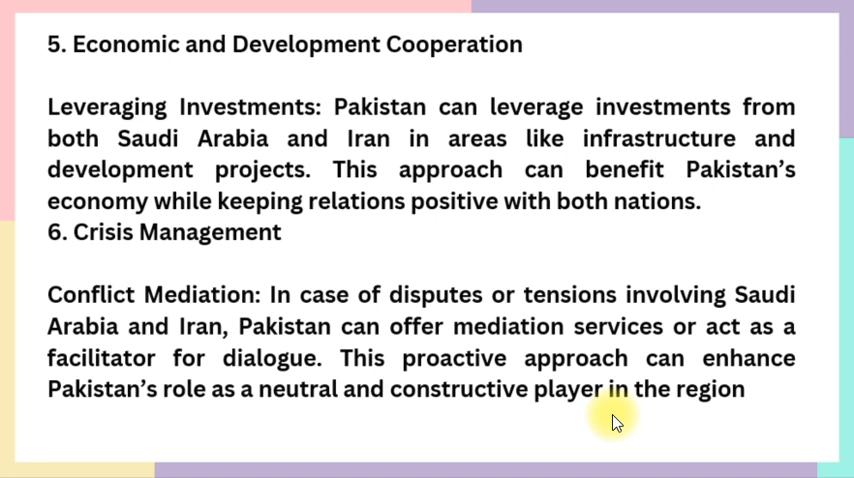 5. Economic and Development Cooperation
Leveraging Investments: Pakistan can leverage investments from
both Saudi Arabia and Iran in areas like infrastructure and
development projects. This approach can benefit Pakistan’s
economy while keeping relations positive with both nations.
6. Crisis Management
Conflict Mediation: In case of disputes or tensions involving Saudi
Arabia and Iran, Pakistan can offer mediation services or act as a
facilitator for dialogue. This proactive approach can enhance
Pakistan’s role as a neutral and constructive player in the region